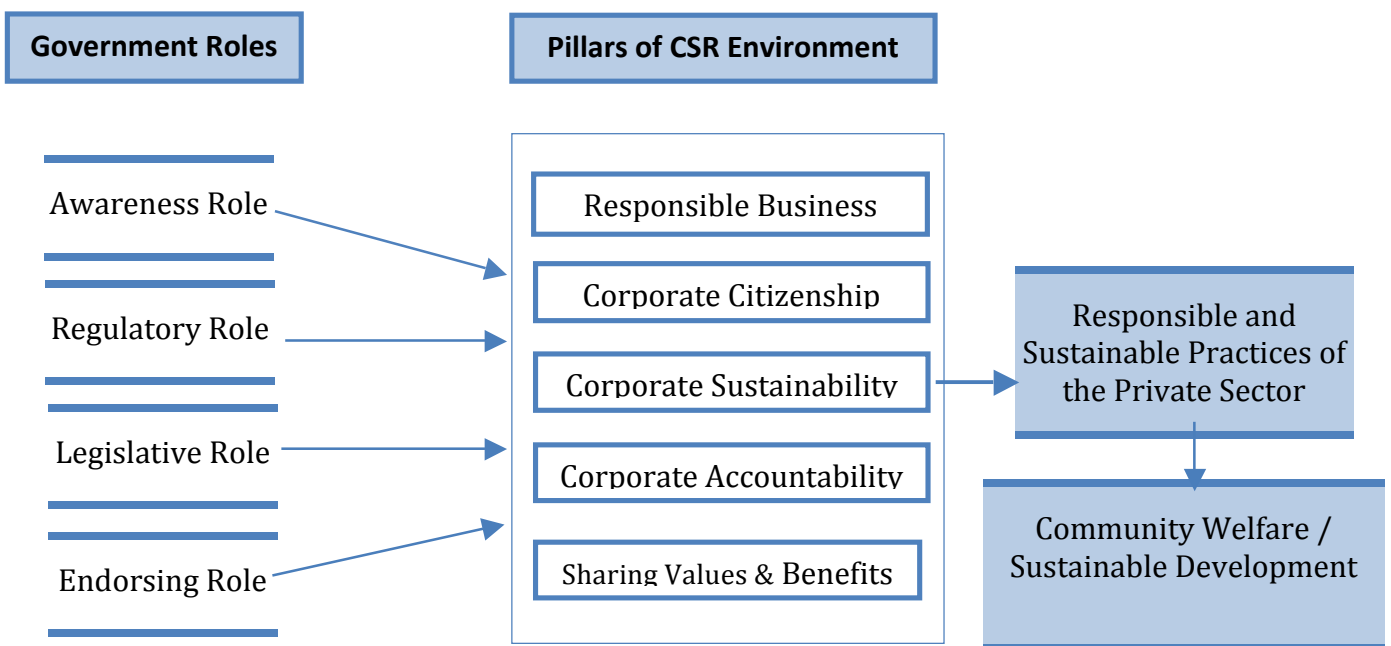 Government Roles
Pillars of CSR Environment
Awareness Role
Regulatory Role
Legislative Role
Endorsing Role
Responsible Business
Corporate Citizenship
Corporate Sustainability
Corporate Accountability
Sharing Values & Benefits
Responsible and
Sustainable Practices of
the Private Sector
Community Welfare /
Sustainable Development